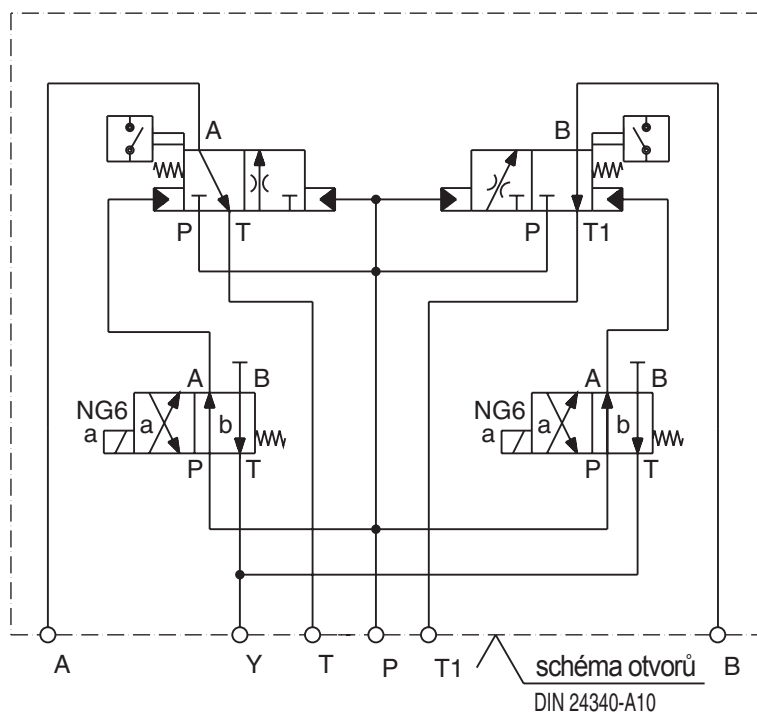 A B
P T P T1
A B A B
NG6 NG6
a a b a a b
P T P T
A Y T P T1 B
schéma otvorů
DIN 24340-A10